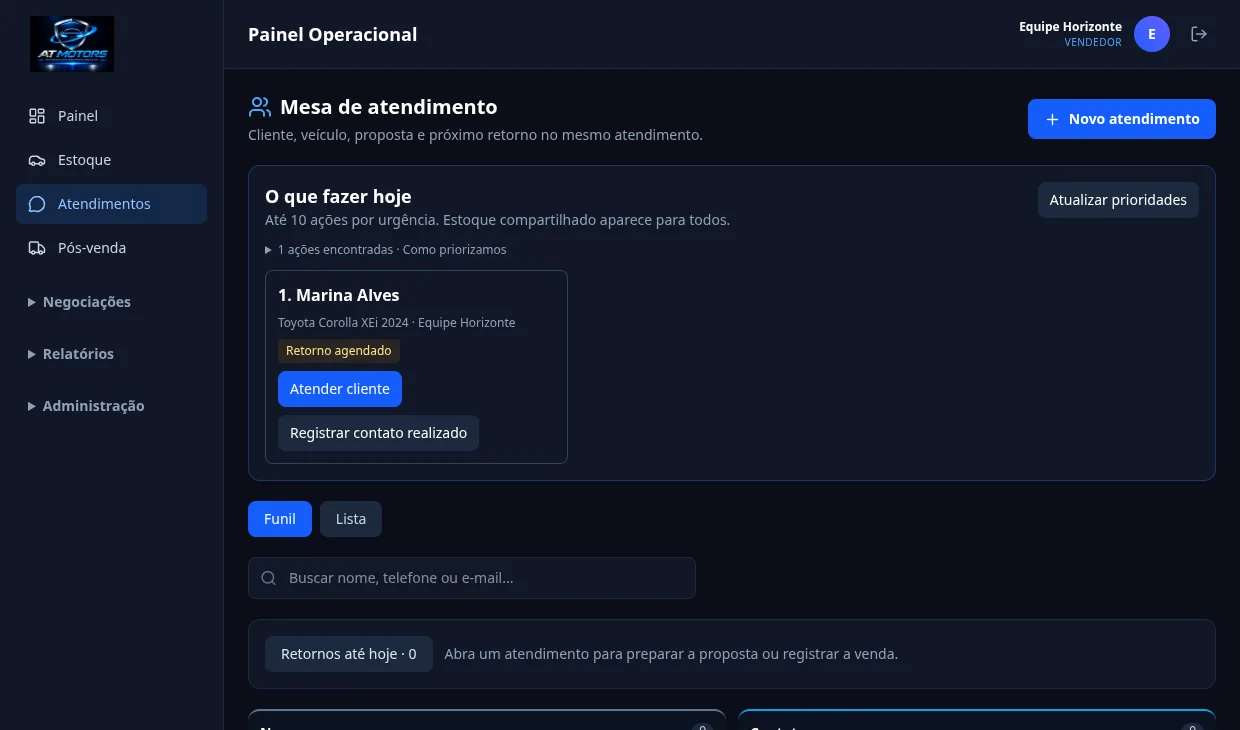 AT MOTORS
Painel
Estoque
Atendimentos
Pós-venda
Negociações
Relatórios
Administração
Painel Operacional
Equipe Horizonte
VENDEDOR
E
Mesa de atendimento
Cliente, veículo, proposta e próximo retorno no mesmo atendimento.
Novo atendimento
O que fazer hoje
Até 10 ações por urgência. Estoque compartilhado aparece para todos.
Atualizar prioridades
1 ações encontradas · Como priorizamos
1. Marina Alves
Toyota Corolla XEi 2024 · Equipe Horizonte
Retorno agendado
Atender cliente
Registrar contato realizado
Funil
Lista
Buscar nome, telefone ou e-mail...
Retornos até hoje · 0
Abra um atendimento para preparar a proposta ou registrar a venda.